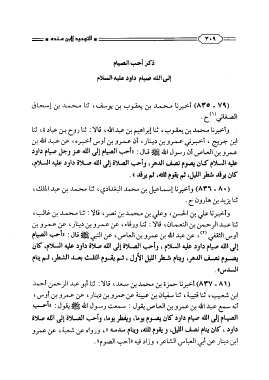 ٣٠٩ التوحيد لابن منده
ذكر أحب الصيام
إلى الله صيام داود عليه السلام
(٧٩ - ٨٣٥) أخبرنا محمد بن يعقوب بن يوسف، ثنا محمد بن إسحاق
الصغاني(١) ح.
وأخبرنا محمد بن يعقوب، ثنا إبراهيم بن عبدالله، قالا: ثنا روح بن عبادة، ثنا
ابن جريج، أخبرني عمرو بن دينار، أن عمرو بن أوس أخبره، عن عبد الله بن
عمرو بن العاص أن رسول الله ﷺ قال: «أحب الصيام إلى الله عز وجل صيام داود
عليه السلام كان يصوم نصف الدهر، وأحب الصلاة إلى الله صلاة داود عليه السلام،
كان يرقد شطر الليل، ثم يقوم لله، ثم يرقد».
(٨٠ - ٨٣٦) وأخبرنا إسماعيل بن محمد البغدادي، ثنا محمد بن عبد الملك،
ثنا يزيد بن هارون ح.
وأخبرنا علي بن الحسن، وعلي بن محمد بن نصر، قالا: ثنا محمد بن غالب،
ثنا عبد الرحمن بن النعمان، قالا: ثنا ورقاء، عن عمرو بن دينار، عن عمرو بن
أوس الثقفي(٢)، عن عبد الله بن عمرو بن العاص، عن النبي ﷺ قال: «أحب الصيام
إلى الله صيام داود عليه السلام، وأحب الصلاة إلى الله صلاة داود عليه السلام، كان
يصوم نصف الدهر، وينام شطر الليل الأول، ثم يقوم الثلث بعد الشطر، ثم ينام
السدس».
(٨١ - ٨٣٧) أخبرنا حمزة بن محمد بن سعد، قالا: ثنا أبو عبد الرحمن أحمد
ابن شعيب، ثنا قتيبة، ثنا سفيان بن عيينة عن عمرو بن دينار، عن عمرو بن أوس،
أنه سمع عبد الله بن عمرو بن العاص يقول: سمعت رسول الله ﷺ يقول: «أحب
الصيام إلى الله صيام داود كان يصوم يوما، ويفطر يوما، وأحب الصلاة إلى الله صلاة
داود، كان ينام نصف الليل، و يقوم ثلثه، وينام سدسه»، ورواه عن شعبة، عن عمرو
ابن دينار عن أبي العباس الشاعر، وزاد فيه «أحب الصوم».